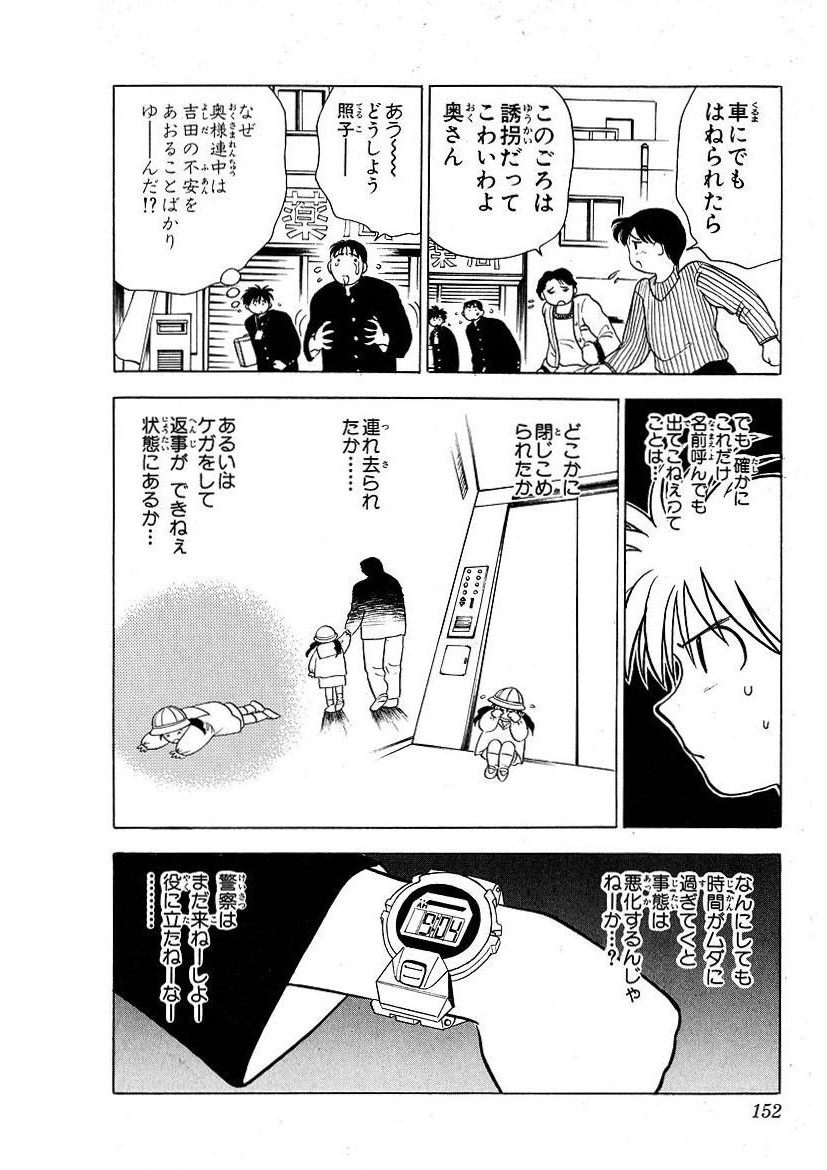 車にでも
はねられたら
このごろは
誘拐だって
こわいわよ
奥さん
あう~~~
どうしよう
照子――
なぜ
奥様連中は
吉田の不安を
あおることばかり
ゆ――んだ!?
薬局
薬局
でも 確かに
これだけ
名前呼んでも
出てこねぇって
ことは…
どこかに
閉じこめ
られたか
連れ去られ
たか……
あるいは
ケガをして
返事が できねぇ
状態にあるか…
なんにしても
時間がムダに
過ぎてくと
事態は
悪化するんじゃ
ねーか…?
AM
9:04
警察は
まだ来ねーしよー
役に立たねーなー
………
152